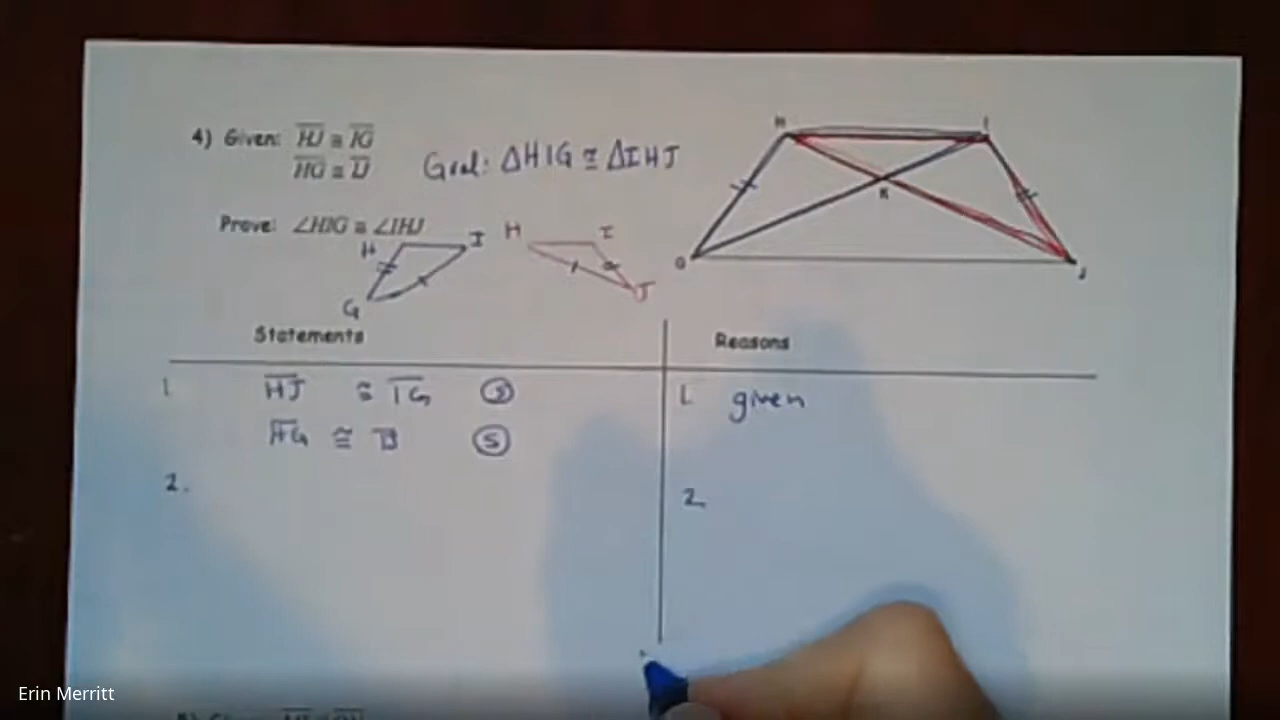 4) Given: HJ ≅ IG
HG ≅ IJ
Goal: ΔHIG ≅ ΔIHJ
Prove: ∠HIG ≅ ∠IHJ
H I
G J
K
H I
G
H I
J
Statements Reasons
1. HJ ≅ IG S 1. given
HG ≅ IJ S
2. 2.
Erin Merritt